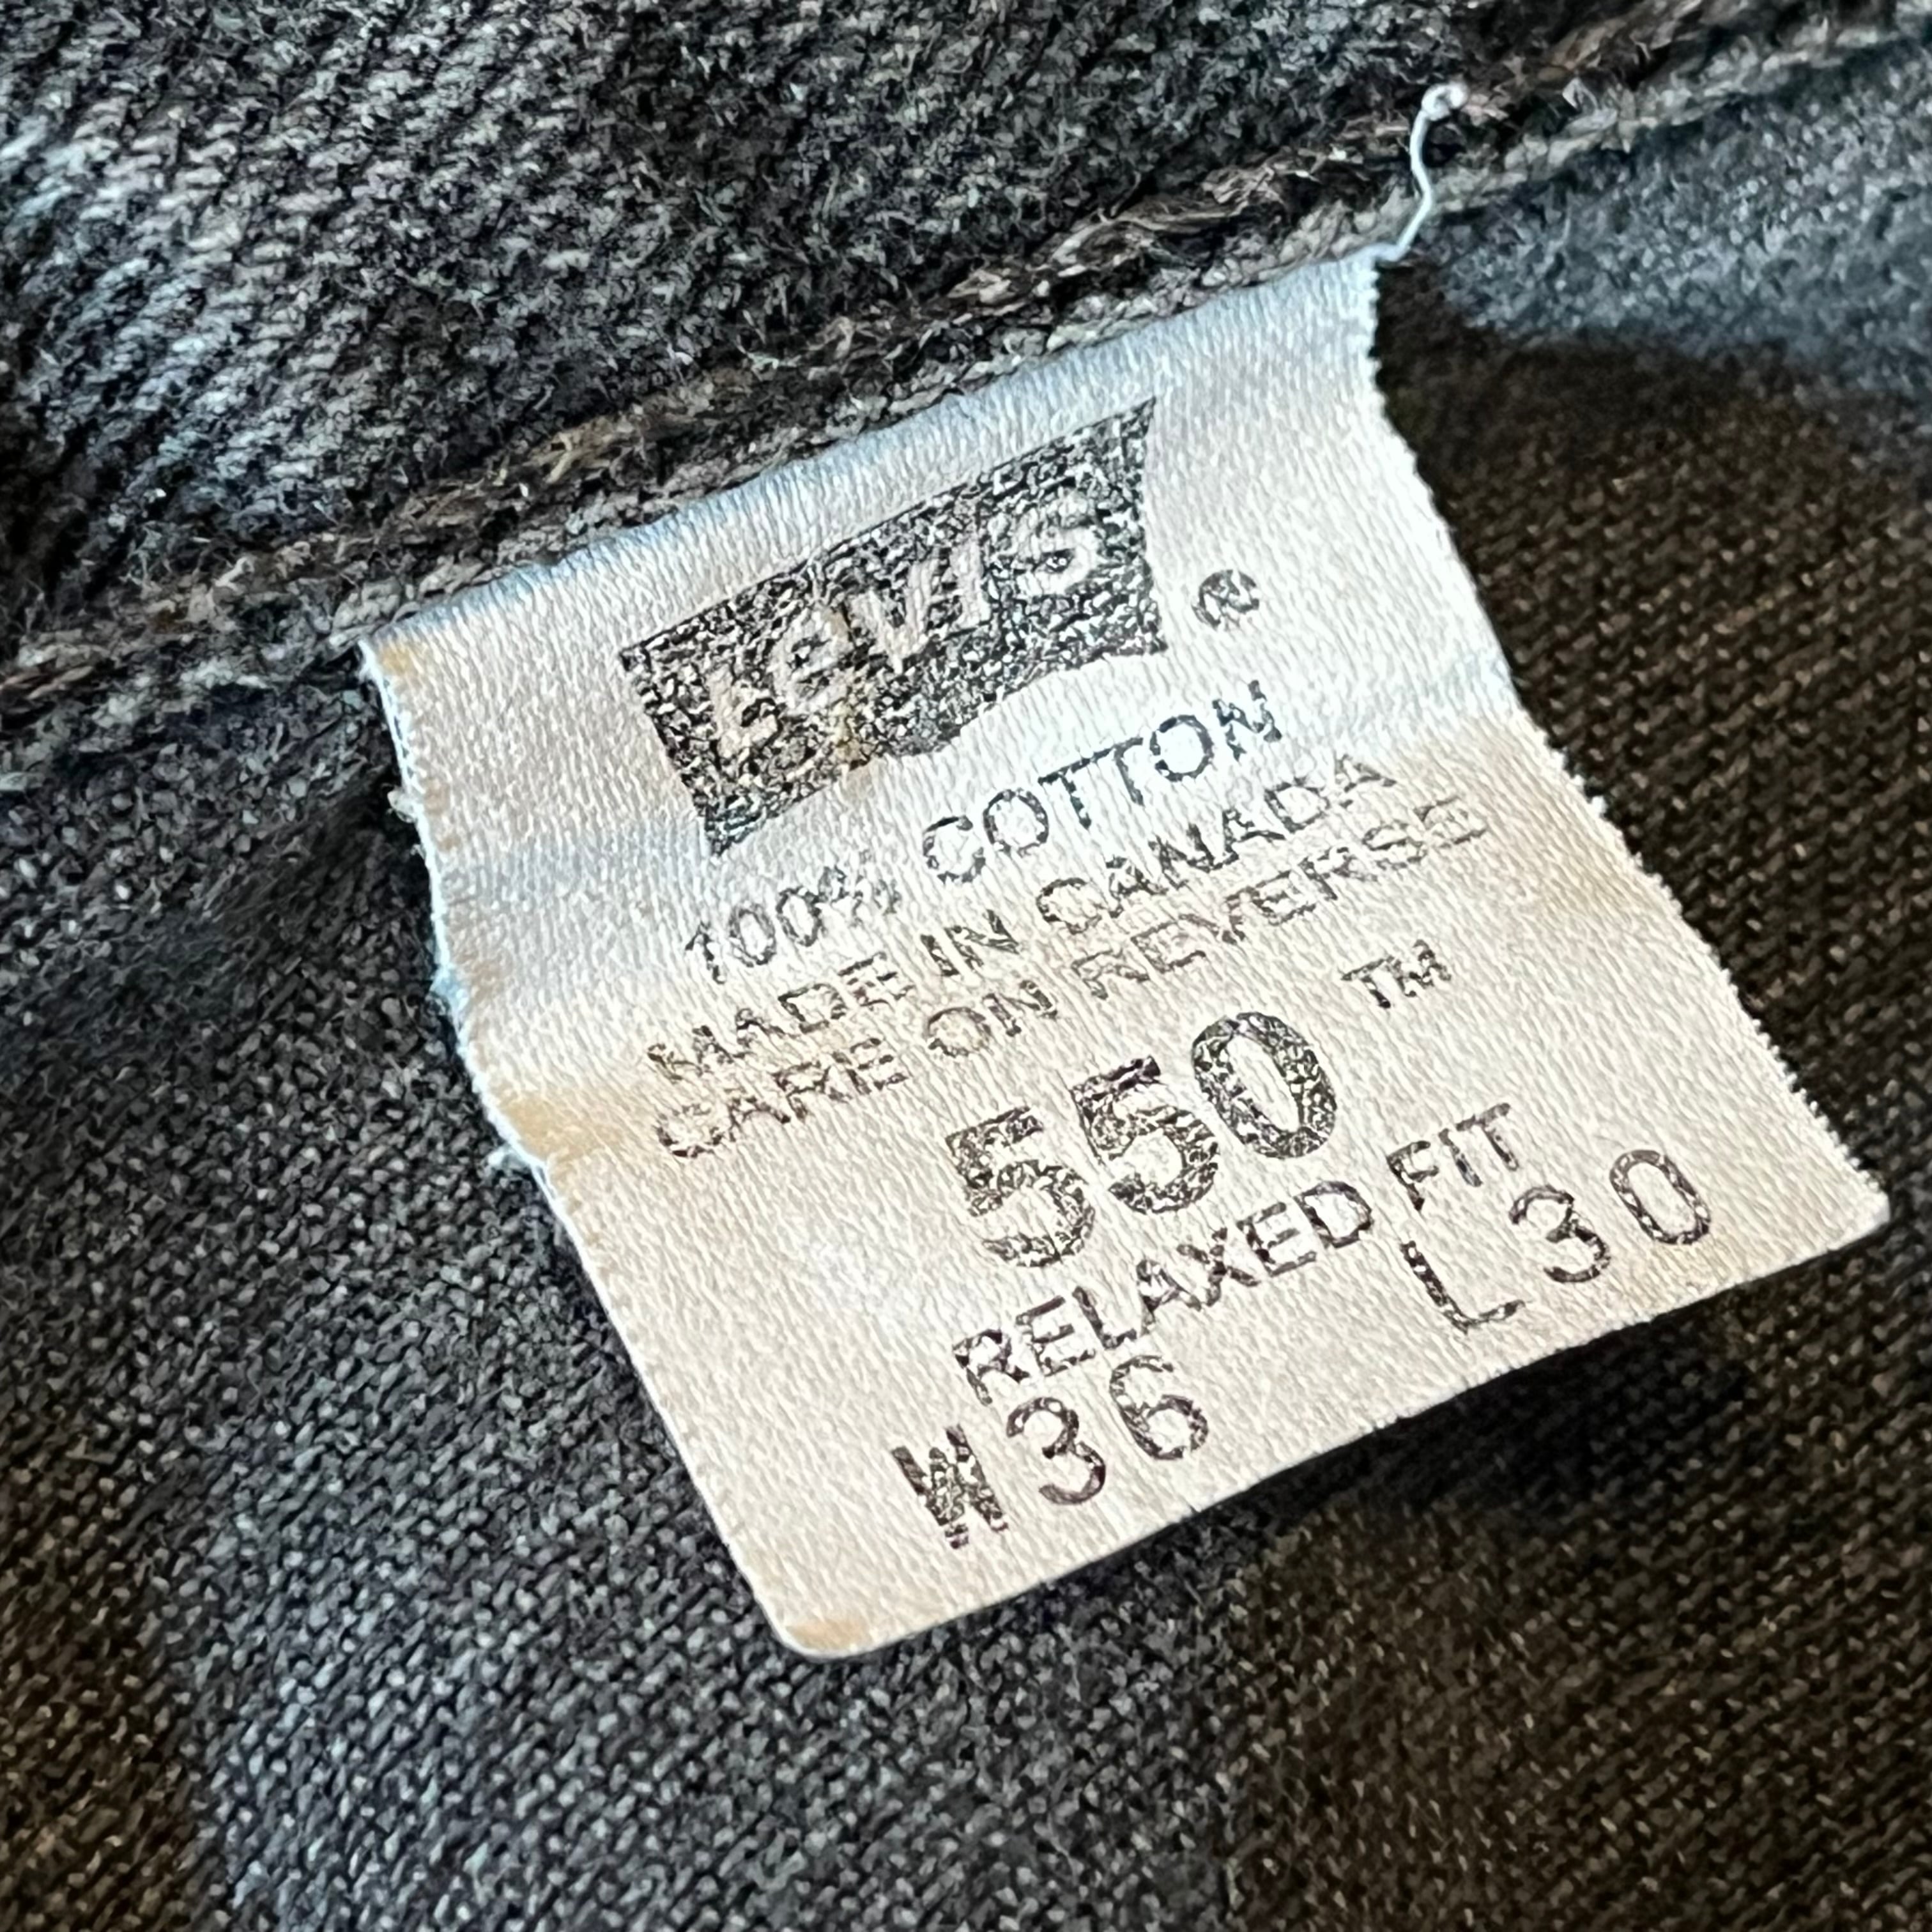 Levi's ®
100% COTTON
MADE IN CANADA
CARE ON REVERSE
550 ™
RELAXED FIT
W36 L30